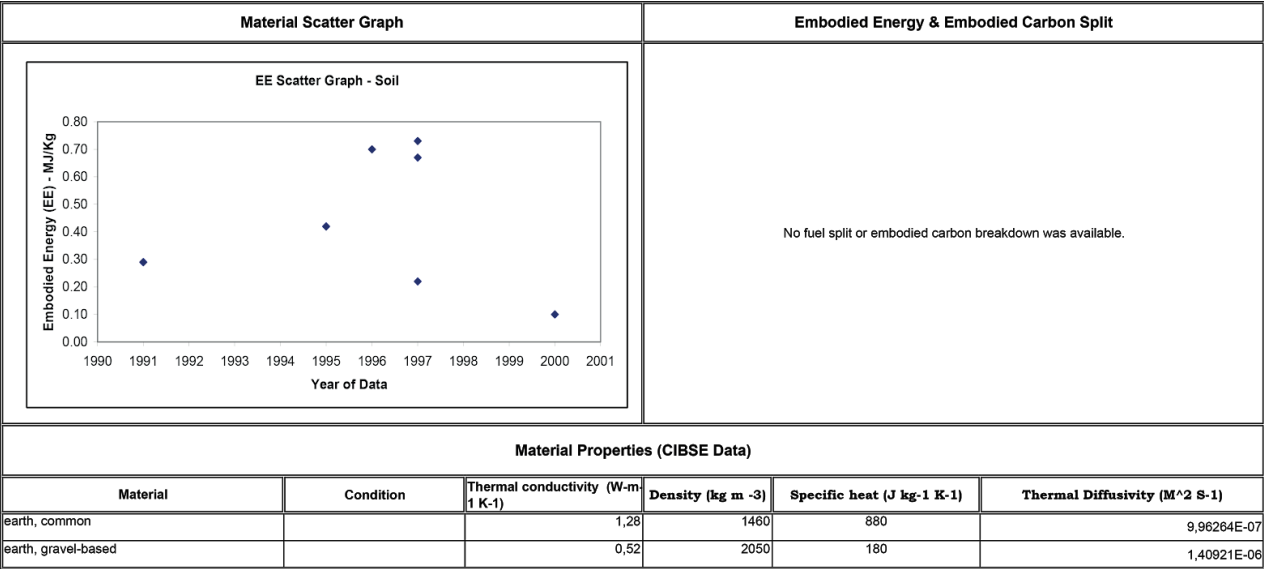 Material Scatter Graph
Embodied Energy & Embodied Carbon Split
EE Scatter Graph - Soil
Embodied Energy (EE) - MJ/Kg
0.80
0.70
0.60
0.50
0.40
0.30
0.20
0.10
0.00
1990 1991 1992 1993 1994 1995 1996 1997 1998 1999 2000 2001
Year of Data
No fuel split or embodied carbon breakdown was available.
Material Properties (CIBSE Data)
Material Condition Thermal conductivity (W-m-1 K-1) Density (kg m -3) Specific heat (J kg-1 K-1) Thermal Diffusivity (M^2 S-1)
earth, common 1,28 1460 880 9,96264E-07
earth, gravel-based 0,52 2050 180 1,40921E-06